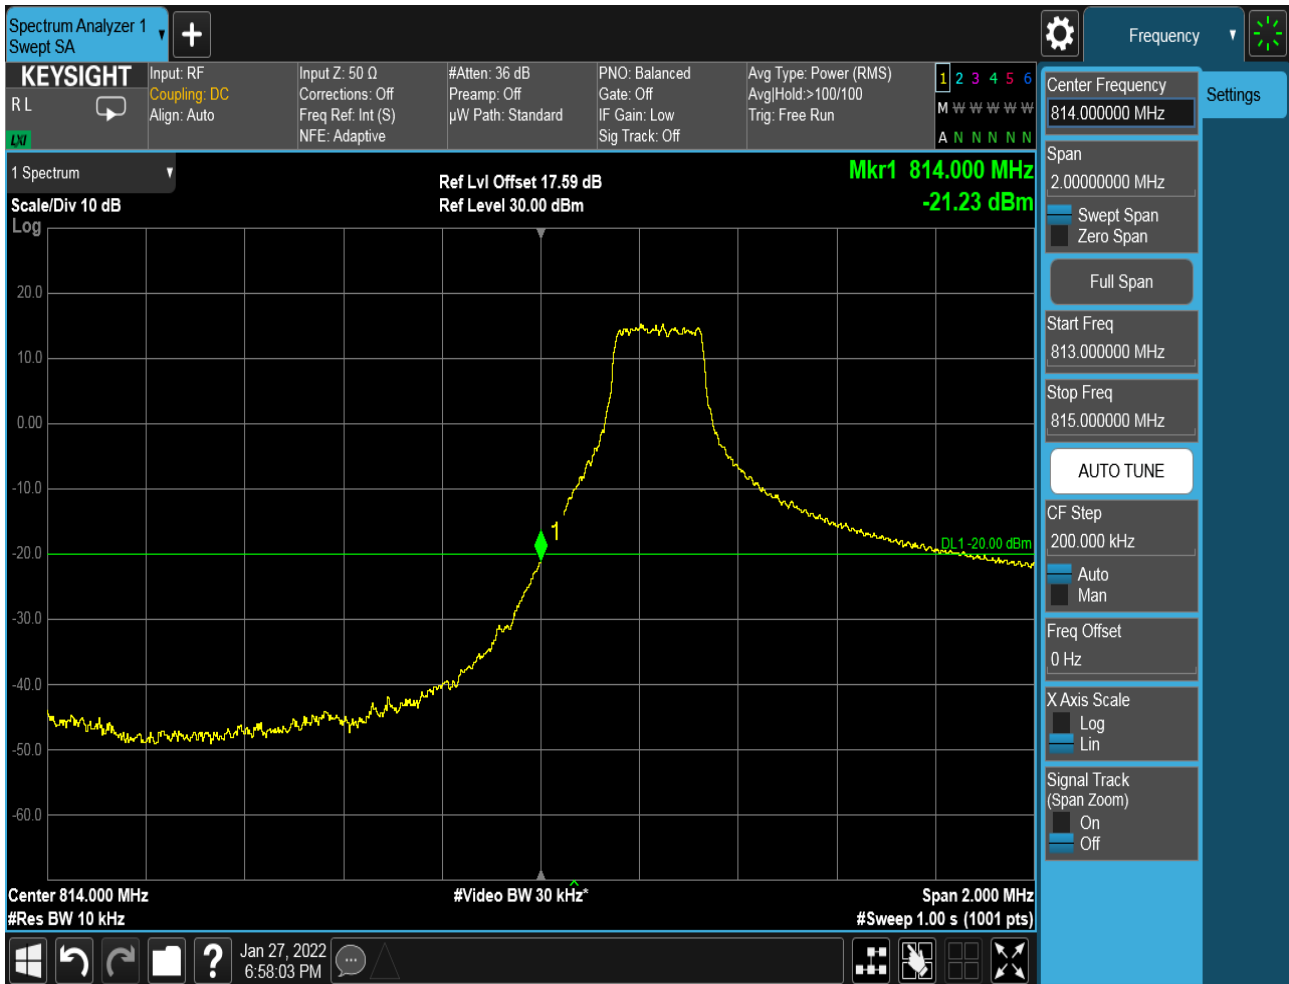 Spectrum Analyzer 1
Swept SA
Frequency
KEYSIGHT
R L
LXI
Input: RF
Coupling: DC
Align: Auto
Input Z: 50 Ω
Corrections: Off
Freq Ref: Int (S)
NFE: Adaptive
#Atten: 36 dB
Preamp: Off
µW Path: Standard
PNO: Balanced
Gate: Off
IF Gain: Low
Sig Track: Off
Avg Type: Power (RMS)
Avg|Hold:>100/100
Trig: Free Run
1 2 3 4 5 6
M W W W W W
A N N N N N
1 Spectrum
Scale/Div 10 dB
Log
Ref Lvl Offset 17.59 dB
Ref Level 30.00 dBm
Mkr1 814.000 MHz
-21.23 dBm
20.0
10.0
0.00
-10.0
-20.0
-30.0
-40.0
-50.0
-60.0
1
DL1 -20.00 dBm
Center 814.000 MHz
#Res BW 10 kHz
#Video BW 30 kHz*
Span 2.000 MHz
#Sweep 1.00 s (1001 pts)
Center Frequency
814.000000 MHz
Settings
Span
2.00000000 MHz
Swept Span
Zero Span
Full Span
Start Freq
813.000000 MHz
Stop Freq
815.000000 MHz
AUTO TUNE
CF Step
200.000 kHz
Auto
Man
Freq Offset
0 Hz
X Axis Scale
Log
Lin
Signal Track
(Span Zoom)
On
Off
?
Jan 27, 2022
6:58:03 PM